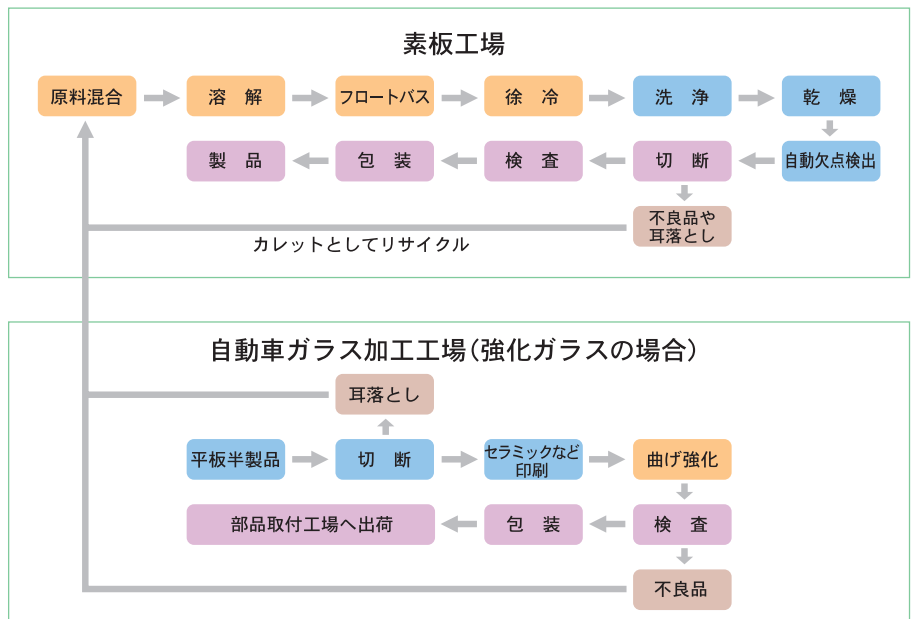 素板工場
原料混合
溶 解
フロートバス
徐 冷
洗 浄
乾 燥
製 品
包 装
検 査
切 断
自動欠点検出
不良品や
耳落とし
カレットとしてリサイクル
自動車ガラス加工工場(強化ガラスの場合)
耳落とし
平板半製品
切 断
セラミックなど
印刷
曲げ強化
部品取付工場へ出荷
包 装
検 査
不良品